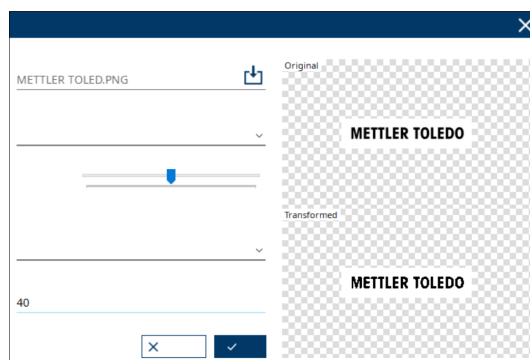 METTLER TOLED.PNG
Original
METTLER TOLEDO
Transformed
METTLER TOLEDO
40